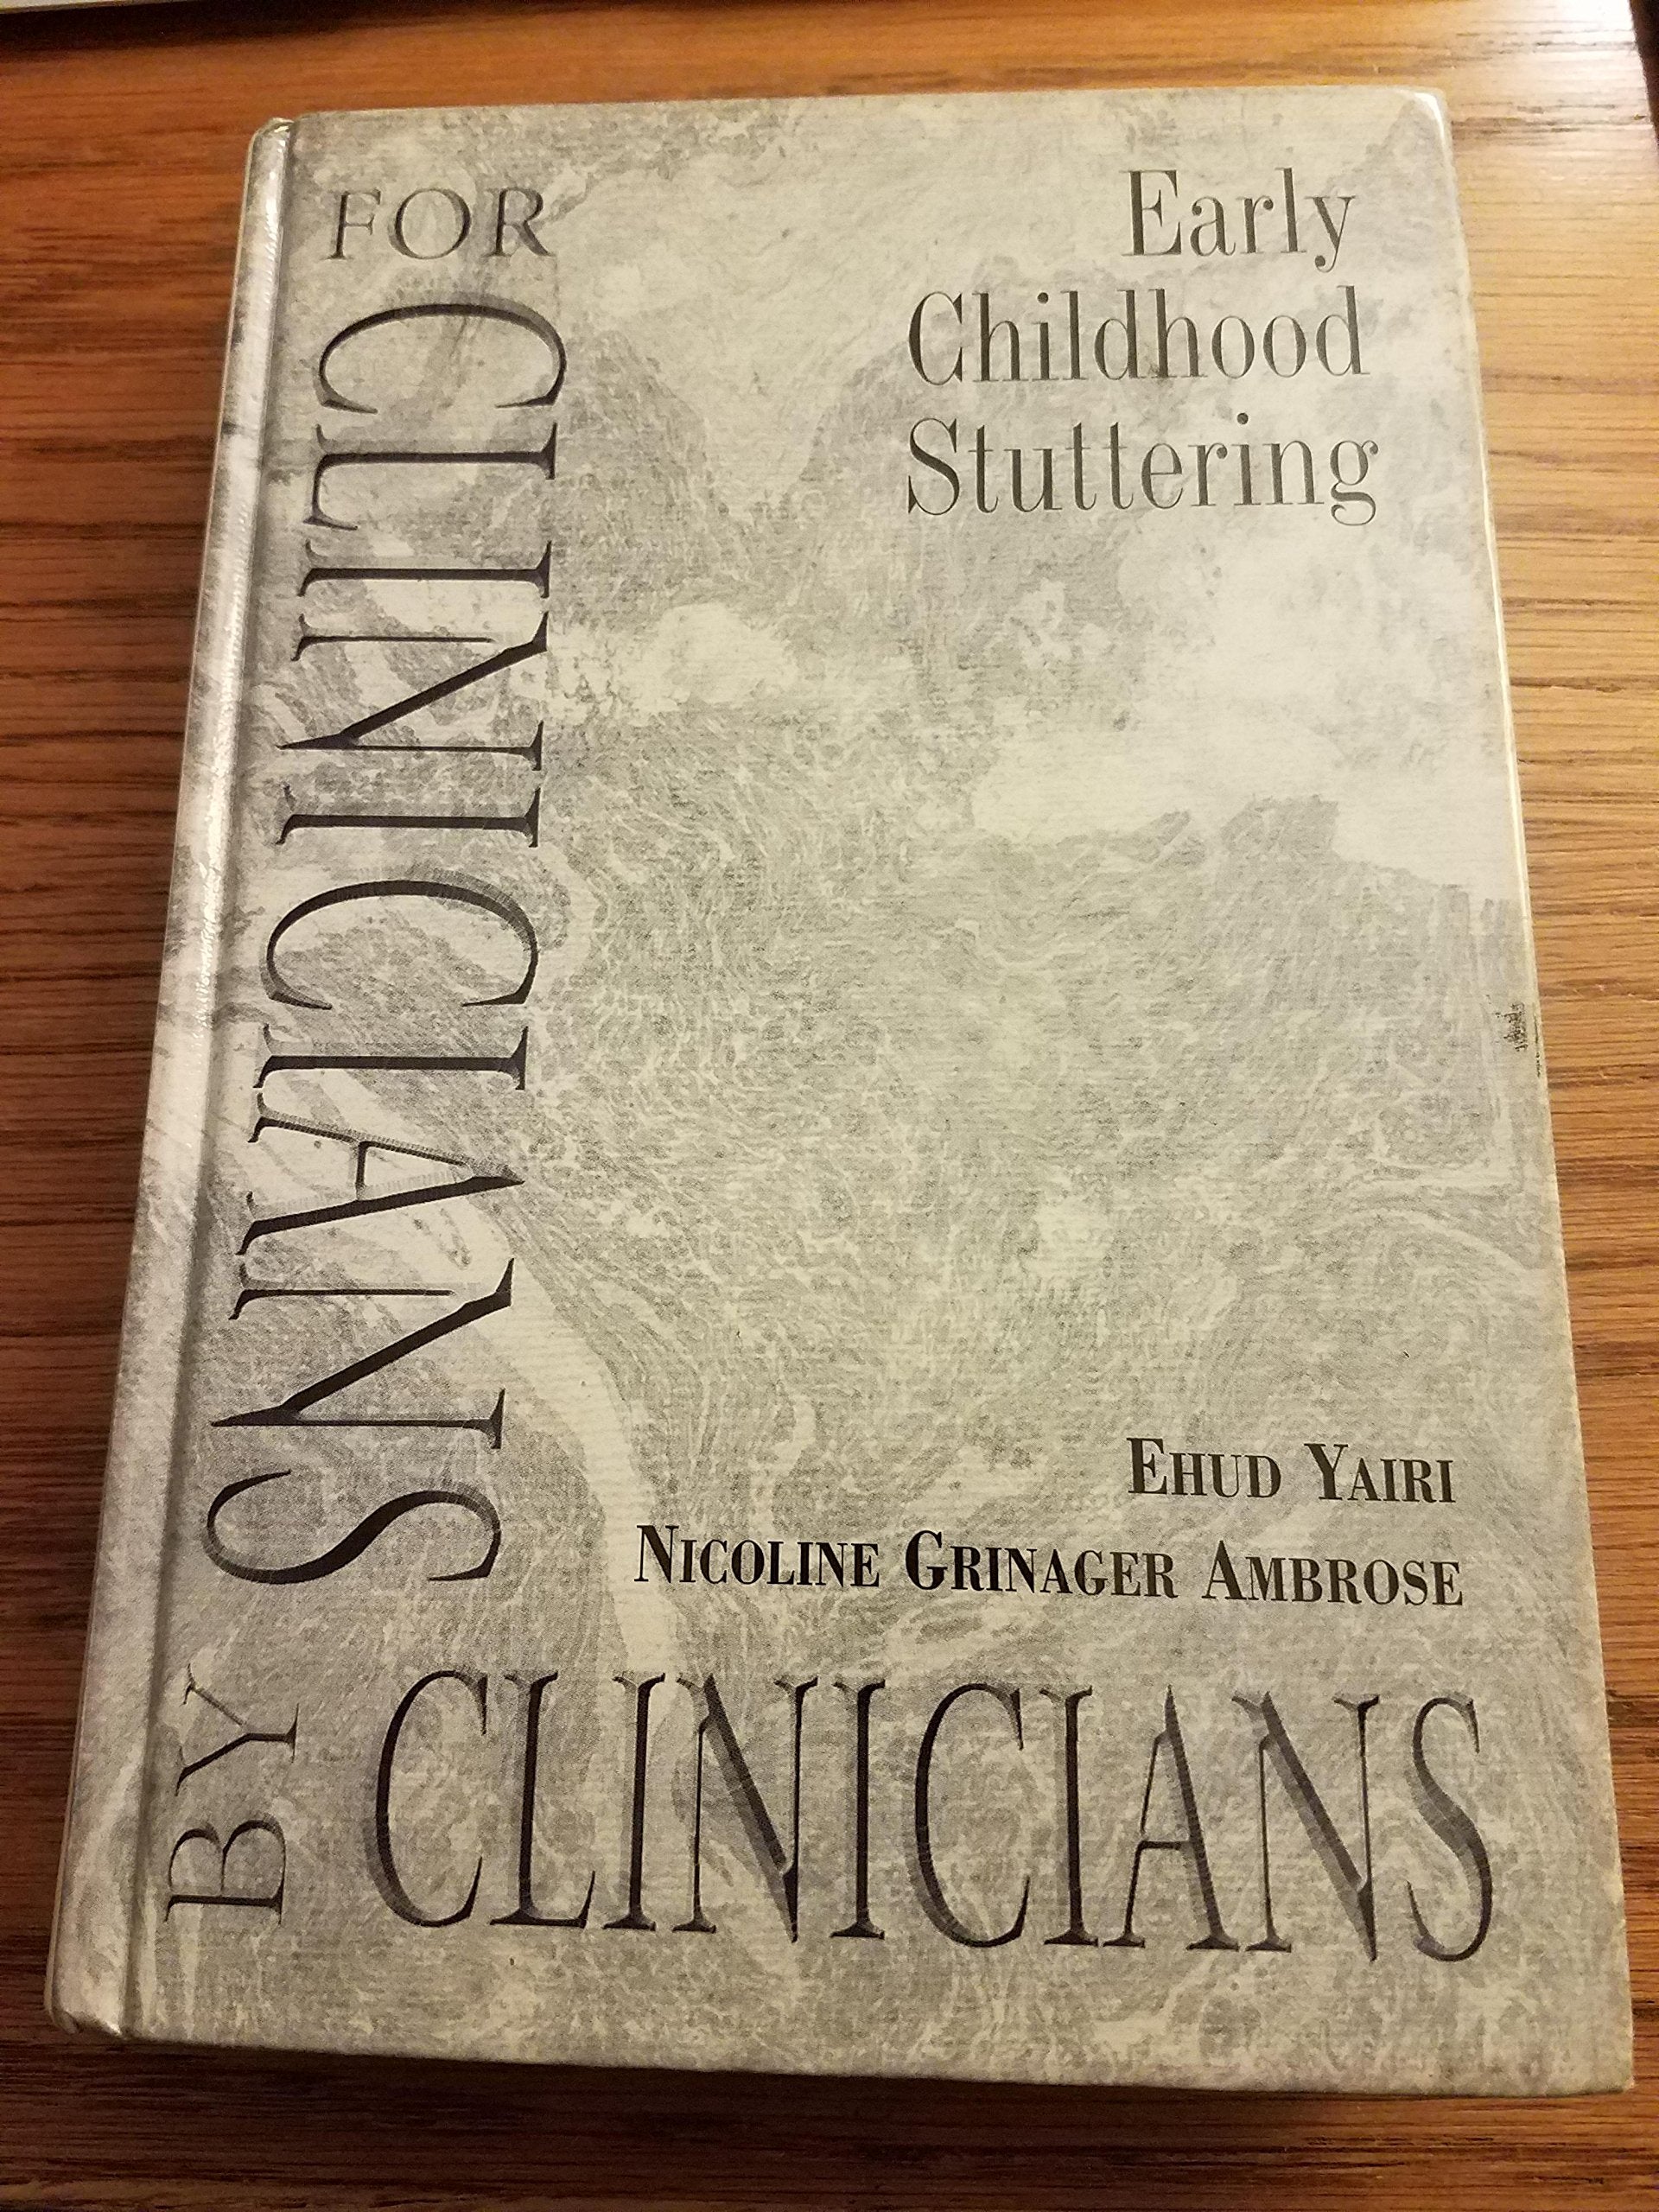 FOR
CLINICIANS
BY
CLINICIANS
Early
Childhood
Stuttering
EHUD YAIRI
NICOLINE GRINAGER AMBROSE